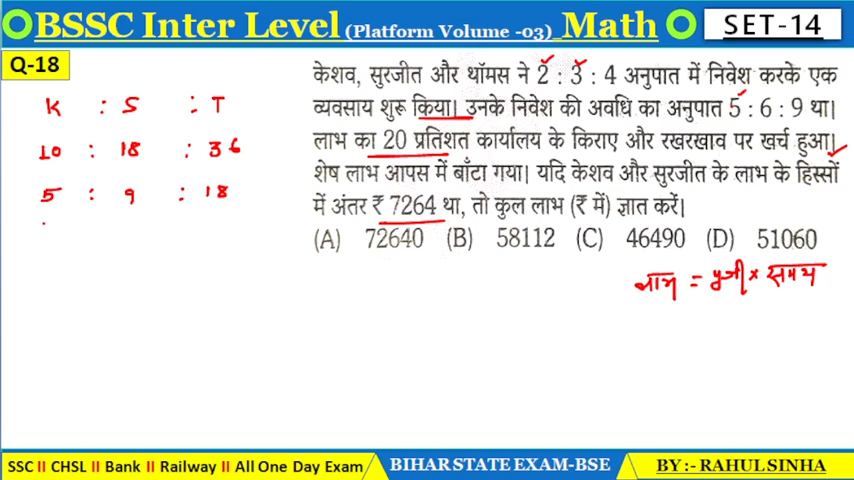 BSSC Inter Level (Platform Volume -03) Math
SET-14
Q-18
केशव, सुरजीत और थॉमस ने 2 : 3 : 4 अनुपात में निवेश करके एक
व्यवसाय शुरू किया। उनके निवेश की अवधि का अनुपात 5 : 6 : 9 था।
लाभ का 20 प्रतिशत कार्यालय के किराए और रखरखाव पर खर्च हुआ।
शेष लाभ आपस में बाँटा गया। यदि केशव और सुरजीत के लाभ के हिस्सों
में अंतर ₹ 7264 था, तो कुल लाभ (₹ में) ज्ञात करें।
(A) 72640 (B) 58112 (C) 46490 (D) 51060
K : S : T
10 : 18 : 36
5 : 9 : 18
लाभ = पूंजी × समय
SSC II CHSL II Bank II Railway II All One Day Exam
BIHAR STATE EXAM-BSE
BY:- RAHUL SINHA